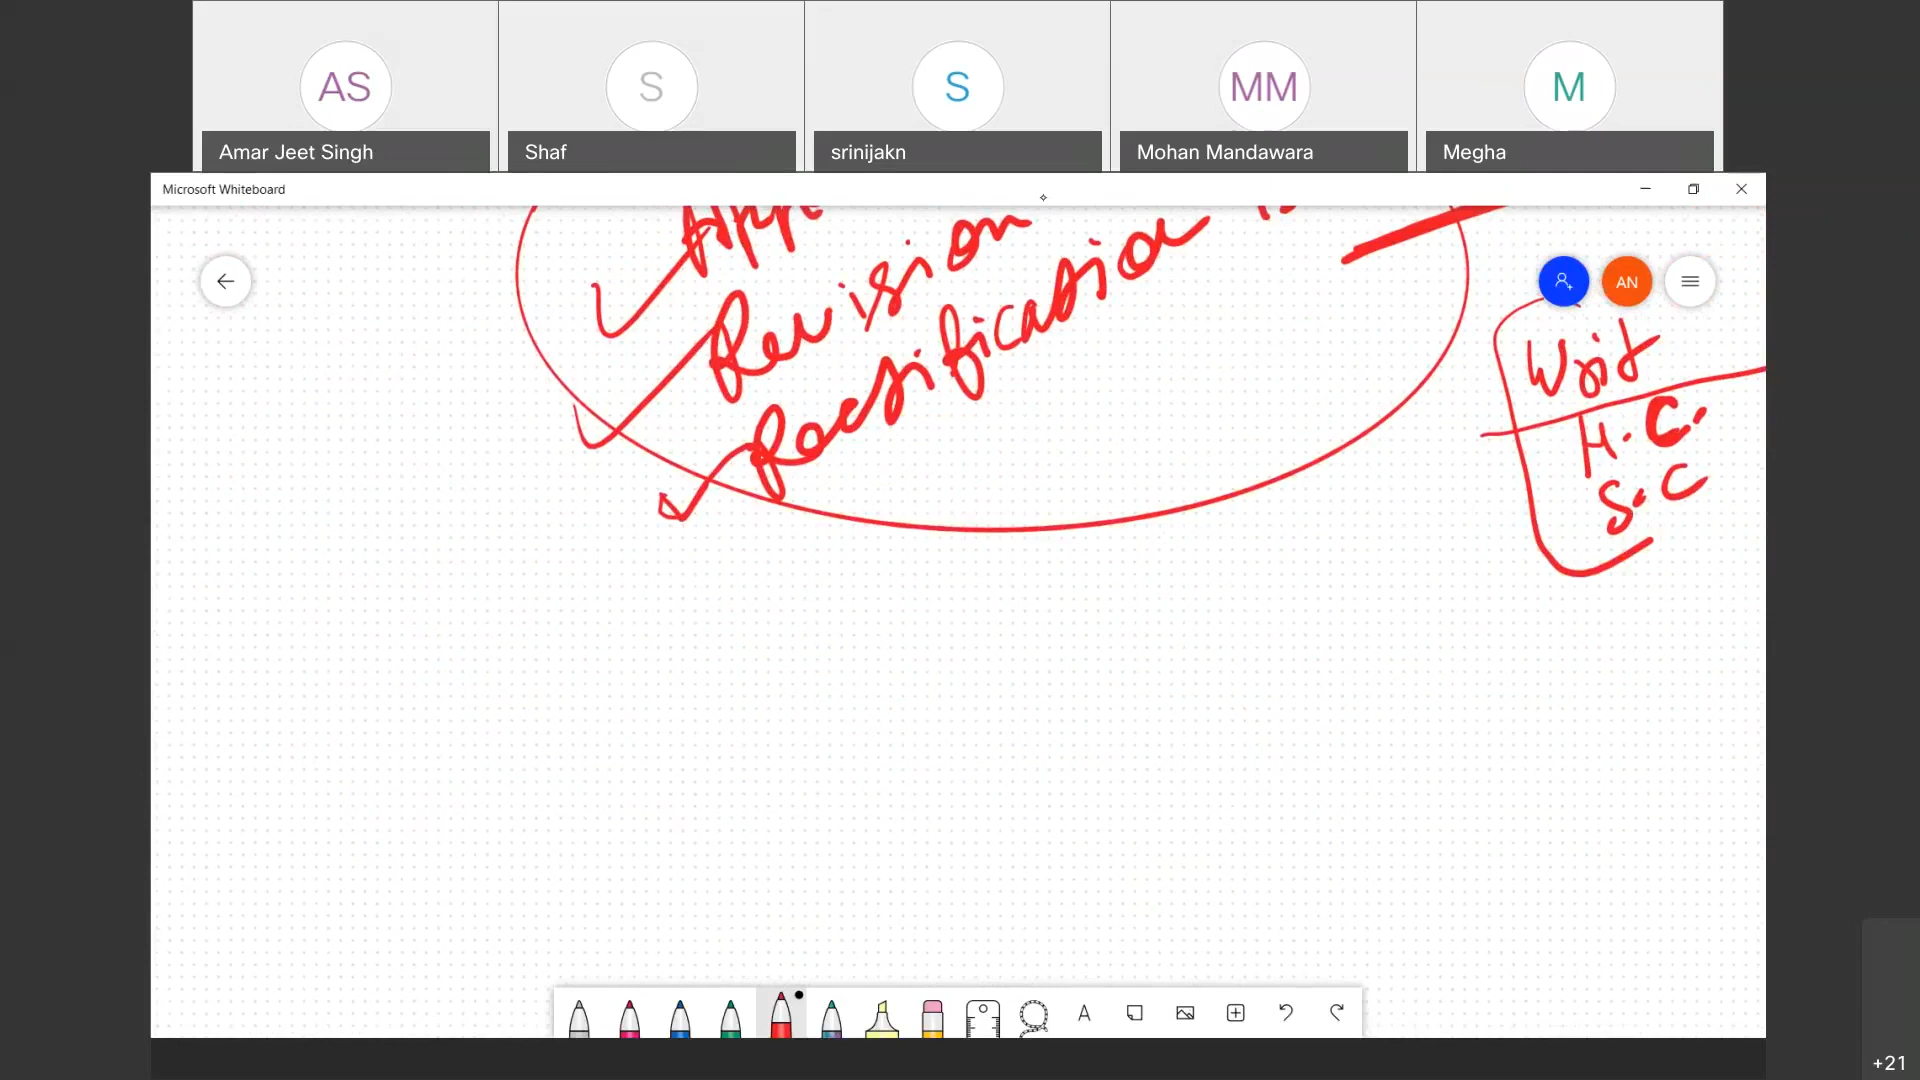 AS
S
S
MM
M
Amar Jeet Singh
Shaf
srinijakn
Mohan Mandawara
Megha
Microsoft Whiteboard
Revision
Rectification
AN
Writ
H.C.
S.C
A
+21